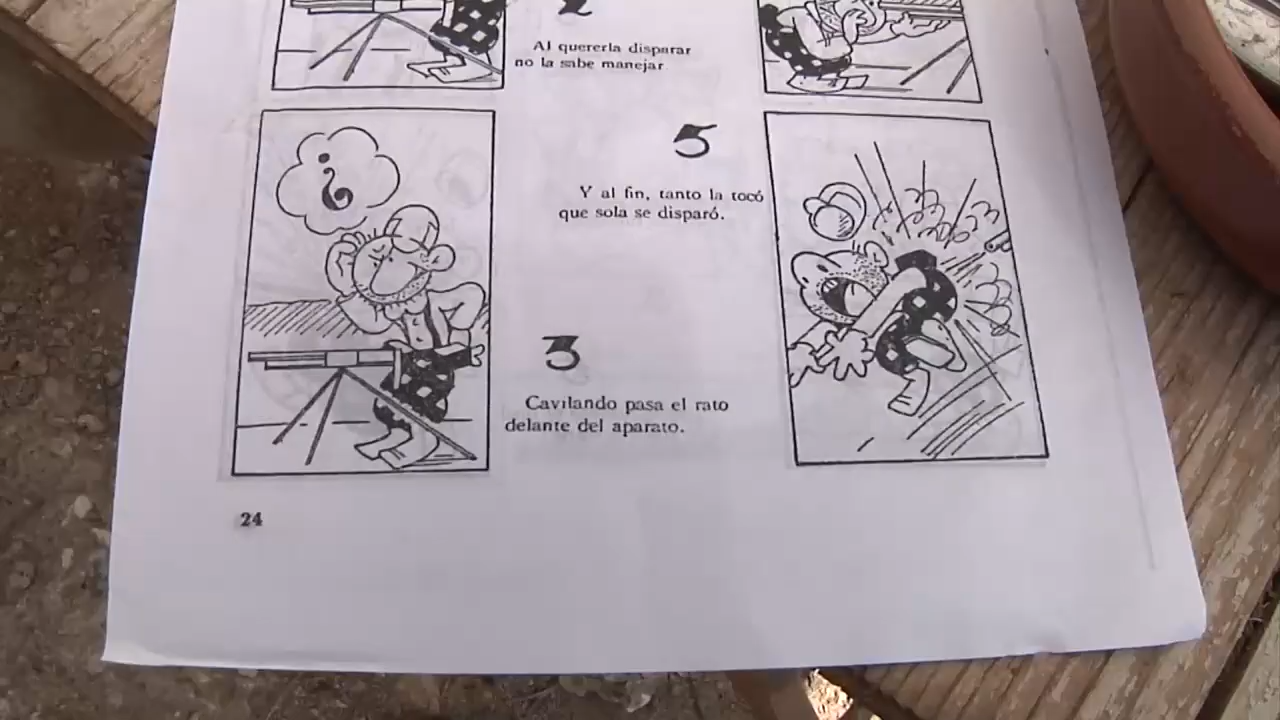 2
Al quererla disparar
no la sabe manejar
3
Cavilando pasa el rato
delante del aparato.
5
Y al fin, tanto la tocó
que sola se disparó.
?
24